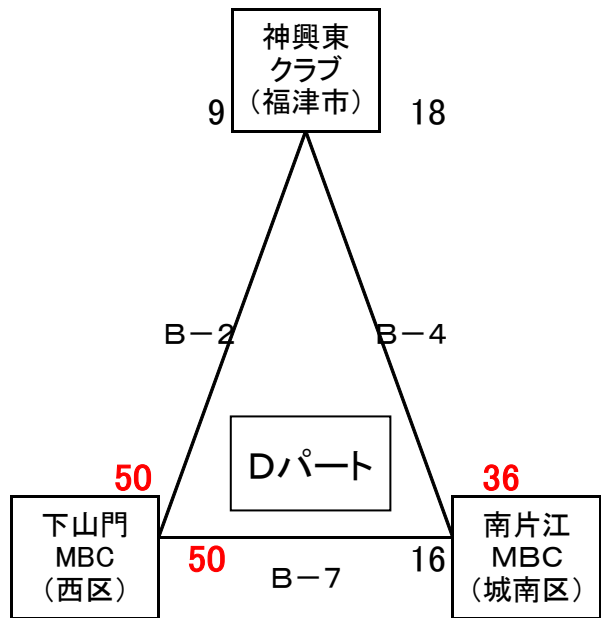 神興東
クラブ
（福津市）
9
18
Ｂ－２
Ｂ－４
Ｄパート
50
36
下山門
MBC
（西区）
50
16
Ｂ－７
南片江
ＭＢＣ
（城南区）